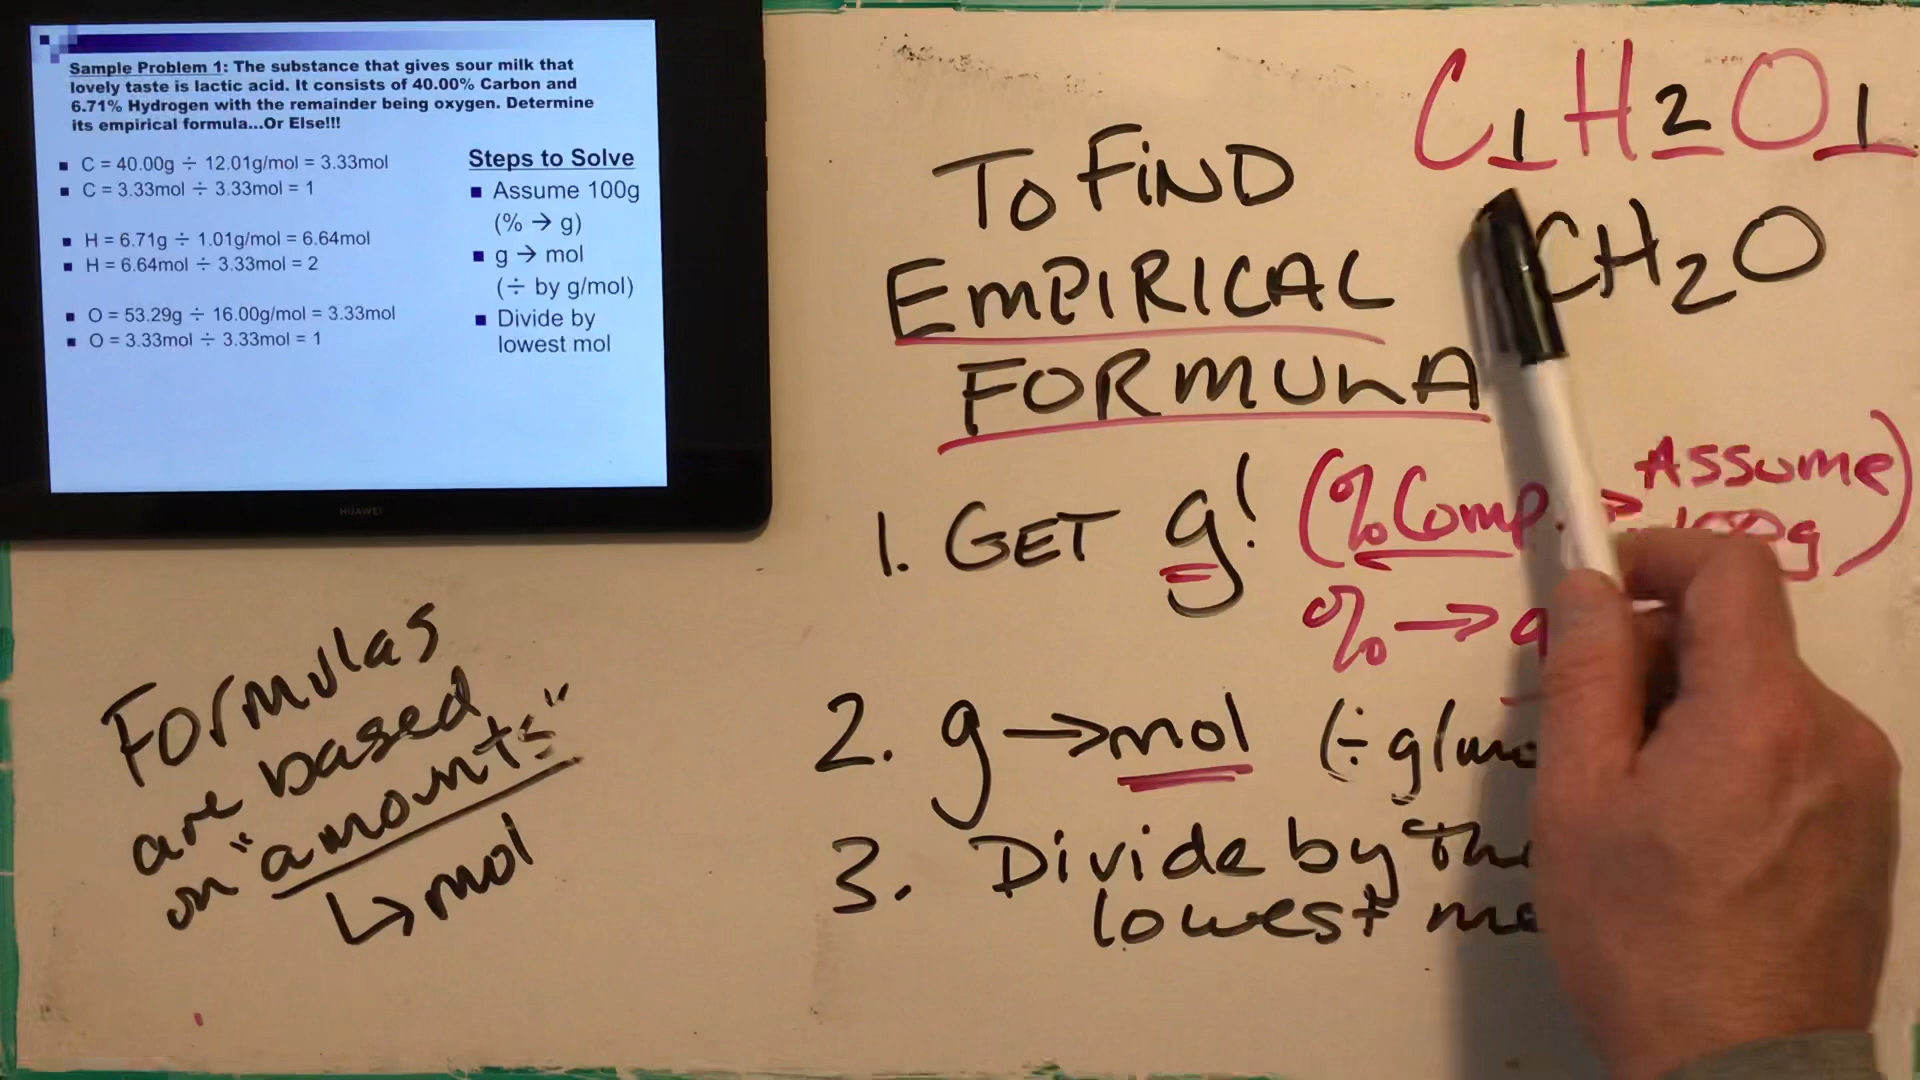 Sample Problem 1: The substance that gives sour milk that
lovely taste is lactic acid. It consists of 40.00% Carbon and
6.71% Hydrogen with the remainder being oxygen. Determine
its empirical formula...Or Else!!!
■ C = 40.00g ÷ 12.01g/mol = 3.33mol
■ C = 3.33mol ÷ 3.33mol = 1
■ H = 6.71g ÷ 1.01g/mol = 6.64mol
■ H = 6.64mol ÷ 3.33mol = 2
■ O = 53.29g ÷ 16.00g/mol = 3.33mol
■ O = 3.33mol ÷ 3.33mol = 1
Steps to Solve
■ Assume 100g
(% → g)
■ g → mol
(÷ by g/mol)
■ Divide by
lowest mol
HUAWEI
Formulas
are based
on "amounts"
↳ mol
C1H2O1
CH2O
TO FIND
EMPIRICAL
FORMULA
1. GET g! (% Comp. → Assume
100g)
% → g
2. g → mol (÷ g/
3. Divide by
lowest